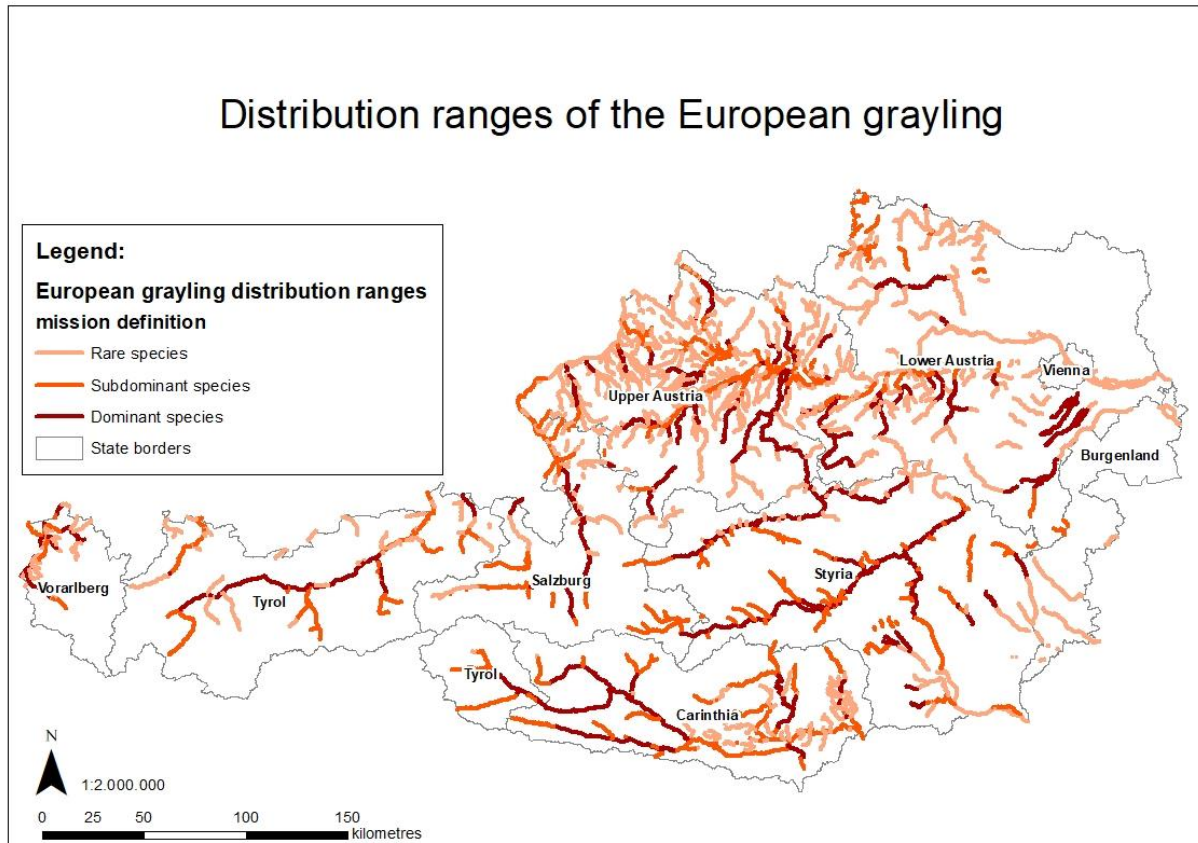 Distribution ranges of the European grayling
Legend:
European grayling distribution ranges
mission definition
Rare species
Subdominant species
Dominant species
State borders
Lower Austria
Vienna
Upper Austria
Burgenland
Vorarlberg
Tyrol
Salzburg
Styria
Tyrol
Carinthia
N
1:2.000.000
0 25 50 100 150
kilometres